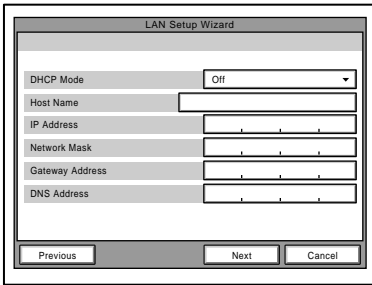 LAN Setup Wizard
DHCP Mode Off
Host Name
IP Address
Network Mask
Gateway Address
DNS Address
Previous Next Cancel